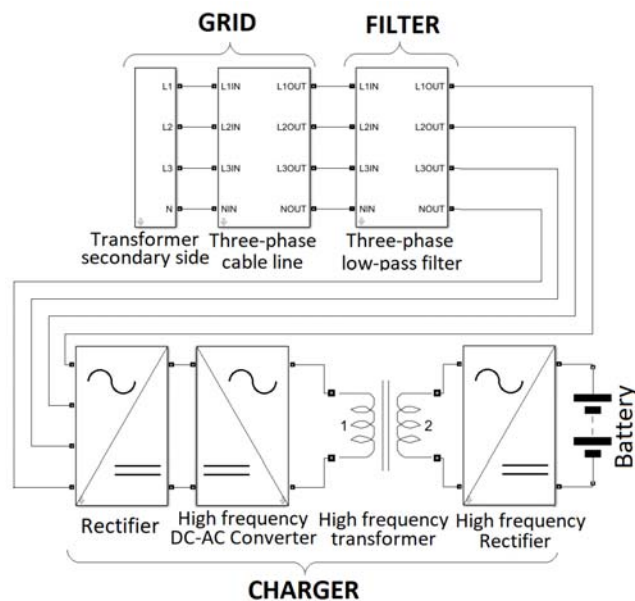 GRID FILTER
L1 L1IN L1OUT L1IN L1OUT
L2 L2IN L2OUT L2IN L2OUT
L3 L3IN L3OUT L3IN L3OUT
N NIN NOUT NIN NOUT
Transformer
secondary side
Three-phase
cable line
Three-phase
low-pass filter
1 2
Battery
Rectifier
High frequency
DC-AC Converter
High frequency
transformer
High frequency
Rectifier
CHARGER